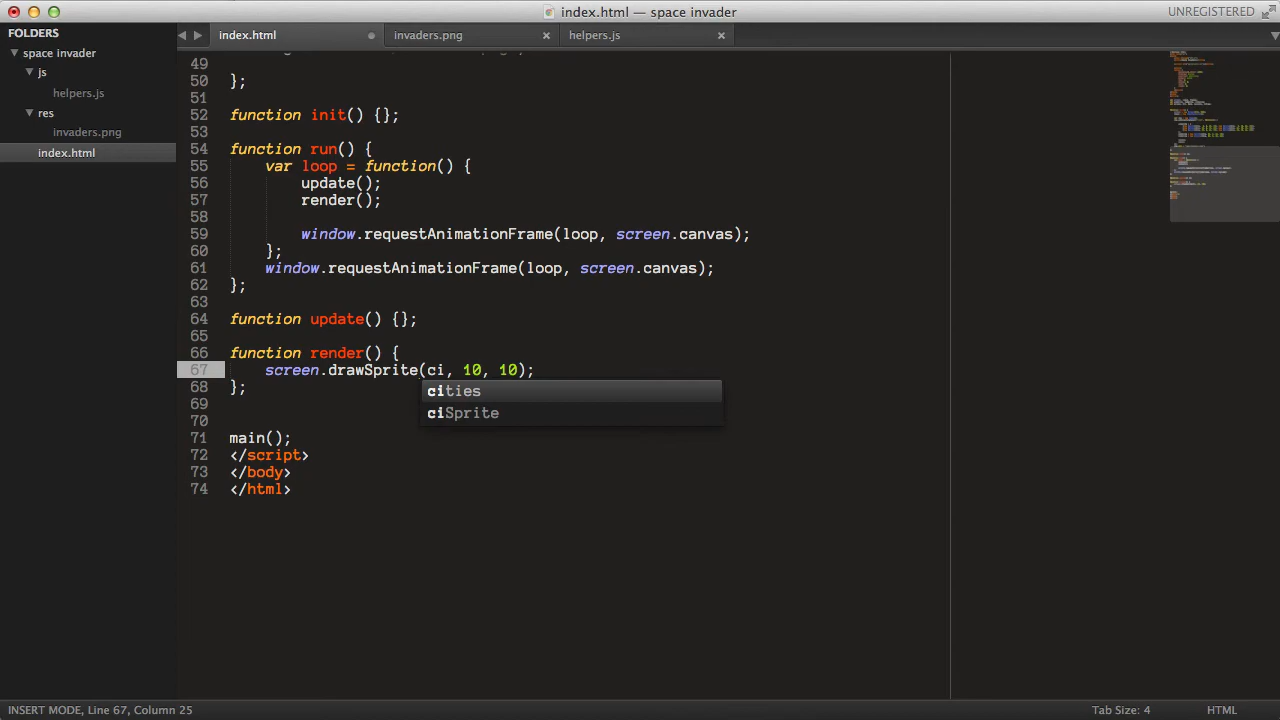 index.html — space invader
UNREGISTERED
FOLDERS
space invader
js
helpers.js
res
invaders.png
index.html
index.html
invaders.png
helpers.js
49
50 };
51
52 function init() {};
53
54 function run() {
55 var loop = function() {
56 update();
57 render();
58
59 window.requestAnimationFrame(loop, screen.canvas);
60 };
61 window.requestAnimationFrame(loop, screen.canvas);
62 };
63
64 function update() {};
65
66 function render() {
67 screen.drawSprite(ci, 10, 10);
68 };
cities
ciSprite
69
70
71 main();
72 </script>
73 </body>
74 </html>
INSERT MODE, Line 67, Column 25
Tab Size: 4
HTML